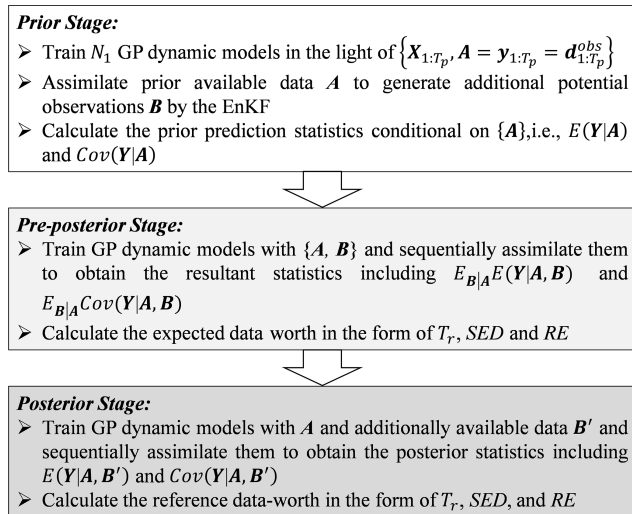 Prior Stage:
➤ Train N₁ GP dynamic models in the light of {X₁:Tₚ, A = y₁:Tₚ = d^{obs}_{1:Tₚ}}
➤ Assimilate prior available data A to generate additional potential
observations B by the EnKF
➤ Calculate the prior prediction statistics conditional on {A},i.e., E(Y|A)
and Cov(Y|A)
Pre-posterior Stage:
➤ Train GP dynamic models with {A, B} and sequentially assimilate them
to obtain the resultant statistics including E_{B|A}E(Y|A, B) and
E_{B|A}Cov(Y|A, B)
➤ Calculate the expected data worth in the form of Tᵣ, SED and RE
Posterior Stage:
➤ Train GP dynamic models with A and additionally available data B′ and
sequentially assimilate them to obtain the posterior statistics including
E(Y|A, B′) and Cov(Y|A, B′)
➤ Calculate the reference data-worth in the form of Tᵣ, SED, and RE